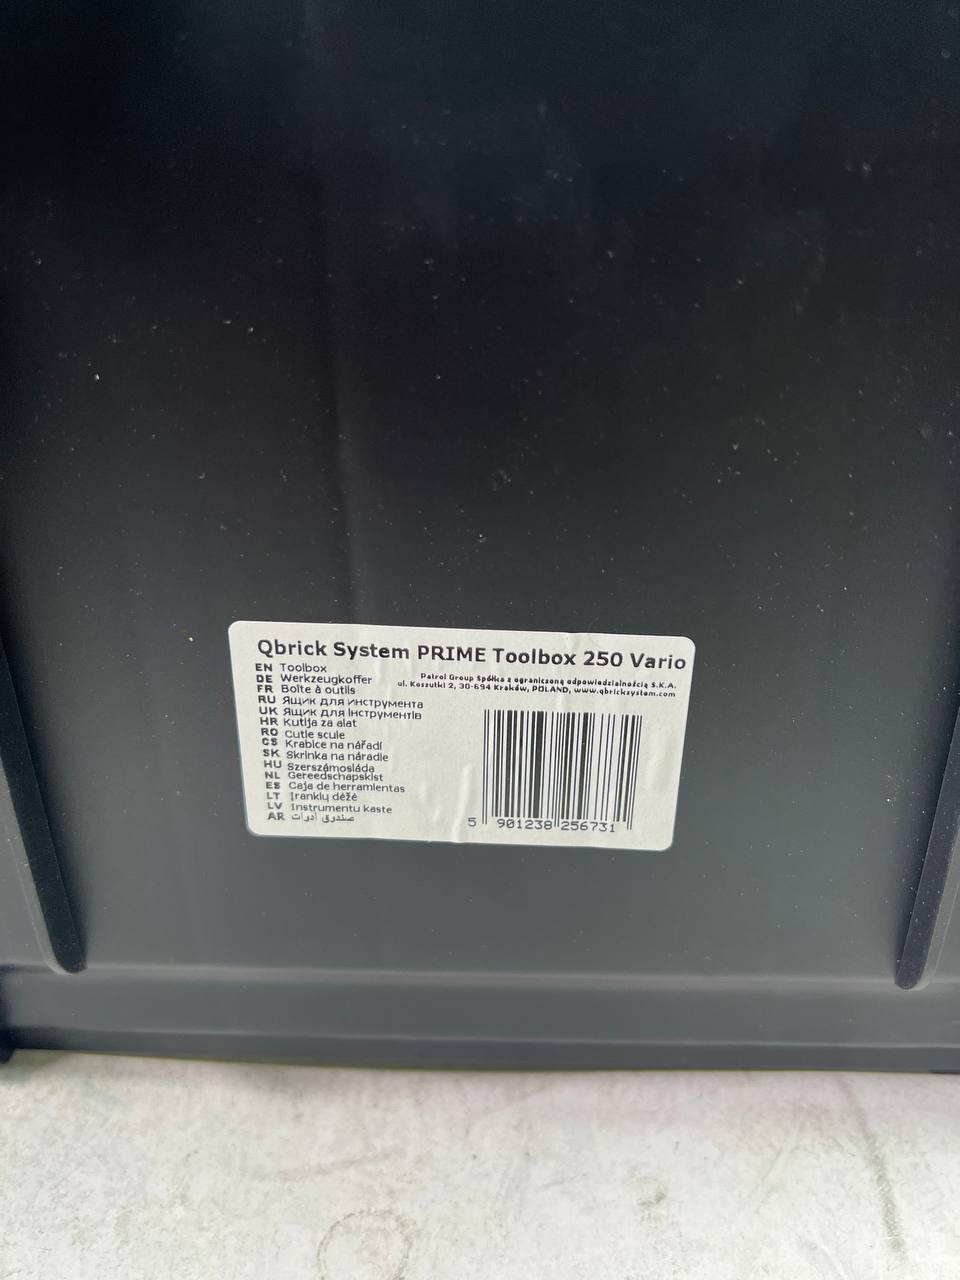 Qbrick System PRIME Toolbox 250 Vario
Patrol Group Spółka z ograniczoną odpowiedzialnością S.K.A.
ul. Koszutki 2, 30-694 Kraków, POLAND, www.qbricksystem.com
EN Toolbox
DE Werkzeugkoffer
FR Boîte à outils
RU Ящик для инструмента
UK Ящик для інструментів
HR Kutija za alat
RO Cutie scule
CS Krabice na nářadí
SK Skrinka na náradie
HU Szerszámosláda
NL Gereedschapskist
ES Caja de herramientas
LT Įrankių dėžė
LV Instrumentu kaste
AR صندوق أدوات
5 901238 256731